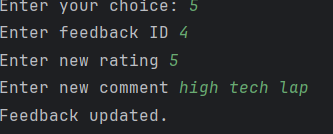 Enter your choice: 5
Enter feedback ID 4
Enter new rating 5
Enter new comment high tech lap
Feedback updated.